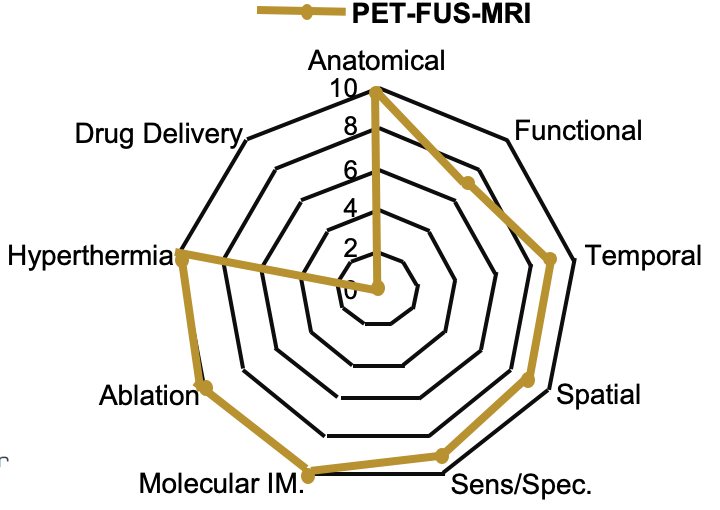 PET-FUS-MRI
Anatomical
10
Drug Delivery
8
Functional
6
4
Hyperthermia
2
Temporal
0
Ablation
Spatial
Molecular IM.
Sens/Spec.